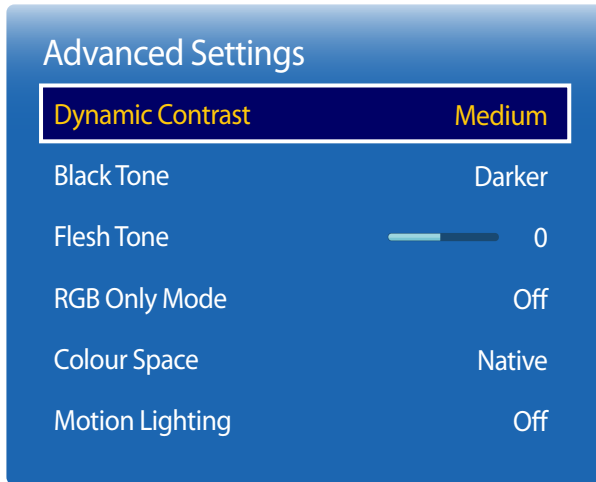 Advanced Settings
Dynamic Contrast Medium
Black Tone Darker
Flesh Tone 0
RGB Only Mode Off
Colour Space Native
Motion Lighting Off